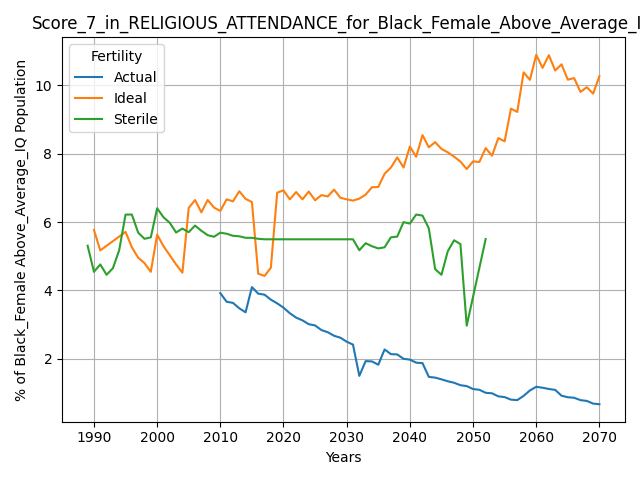 Score_7_in_RELIGIOUS_ATTENDANCE_for_Black_Female_Above_Average_I
Fertility
Actual
Ideal
Sterile
% of Black_Female Above_Average_IQ Population
10
8
6
4
2
1990 2000 2010 2020 2030 2040 2050 2060 2070
Years